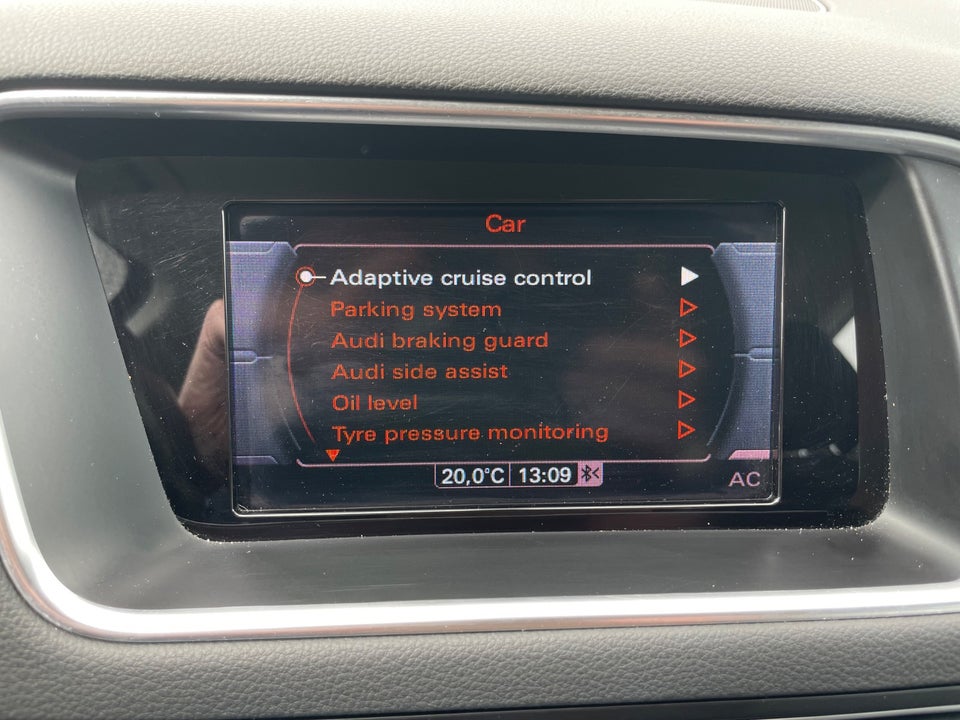 Car
Adaptive cruise control
Parking system
Audi braking guard
Audi side assist
Oil level
Tyre pressure monitoring
20,0°C 13:09
AC